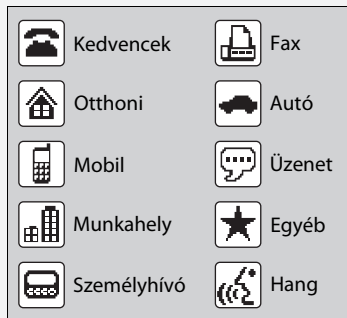 Kedvencek
Fax
Otthoni
Autó
Mobil
Üzenet
Munkahely
Egyéb
Személyhívó
Hang